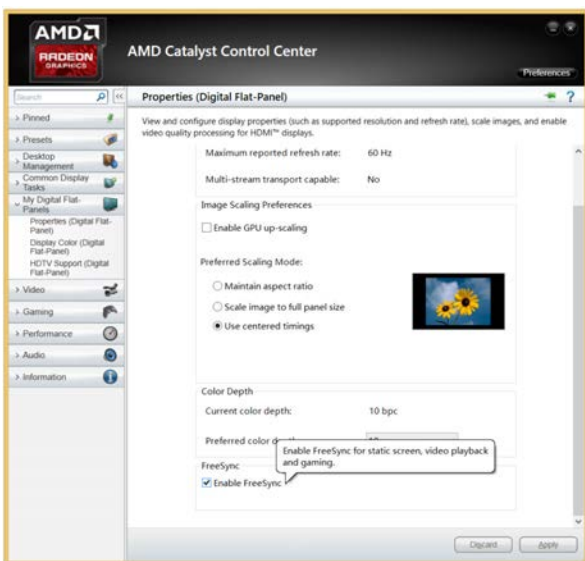 AMD
RADEON
GRAPHICS
AMD Catalyst Control Center
Preferences
Search
Properties (Digital Flat-Panel)
?
View and configure display properties (such as supported resolution and refresh rate), scale images, and enable
video quality processing for HDMI™ displays.
Pinned
Presets
Desktop
Management
Common Display
Tasks
My Digital Flat-
Panels
Properties (Digital Flat-
Panel)
Display Color (Digital
Flat-Panel)
HDTV Support (Digital
Flat-Panel)
Video
Gaming
Performance
Audio
Information
Maximum reported refresh rate: 60 Hz
Multi-stream transport capable: No
Image Scaling Preferences
Enable GPU up-scaling
Preferred Scaling Mode:
Maintain aspect ratio
Scale image to full panel size
Use centered timings
Color Depth
Current color depth: 10 bpc
Preferred color
Enable FreeSync for static screen, video playback
and gaming.
FreeSync
Enable FreeSync
Discard Apply